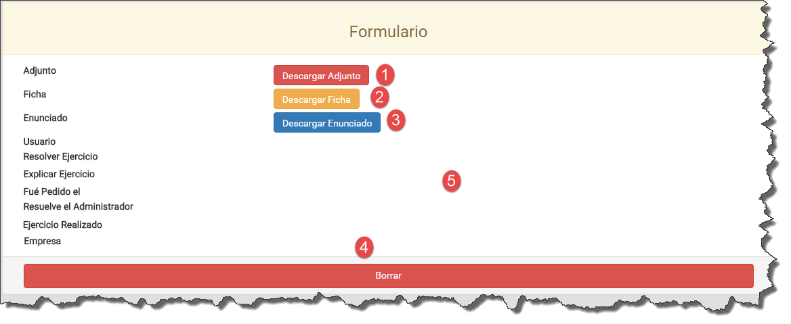 Formulario
Adjunto Descargar Adjunto 1
Ficha Descargar Ficha 2
Enunciado Descargar Enunciado 3
Usuario
Resolver Ejercicio
Explicar Ejercicio 5
Fué Pedido el
Resuelve el Administrador
Ejercicio Realizado
Empresa 4
Borrar